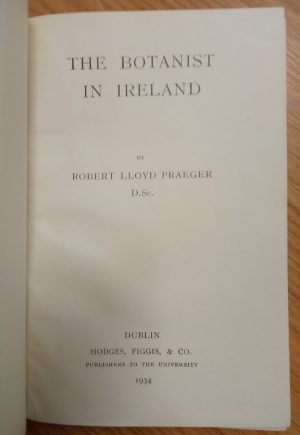 THE BOTANIST
IN IRELAND
BY
ROBERT LLOYD PRAEGER
D.Sc.
DUBLIN
HODGES, FIGGIS, & CO.
PUBLISHERS TO THE UNIVERSITY
1934